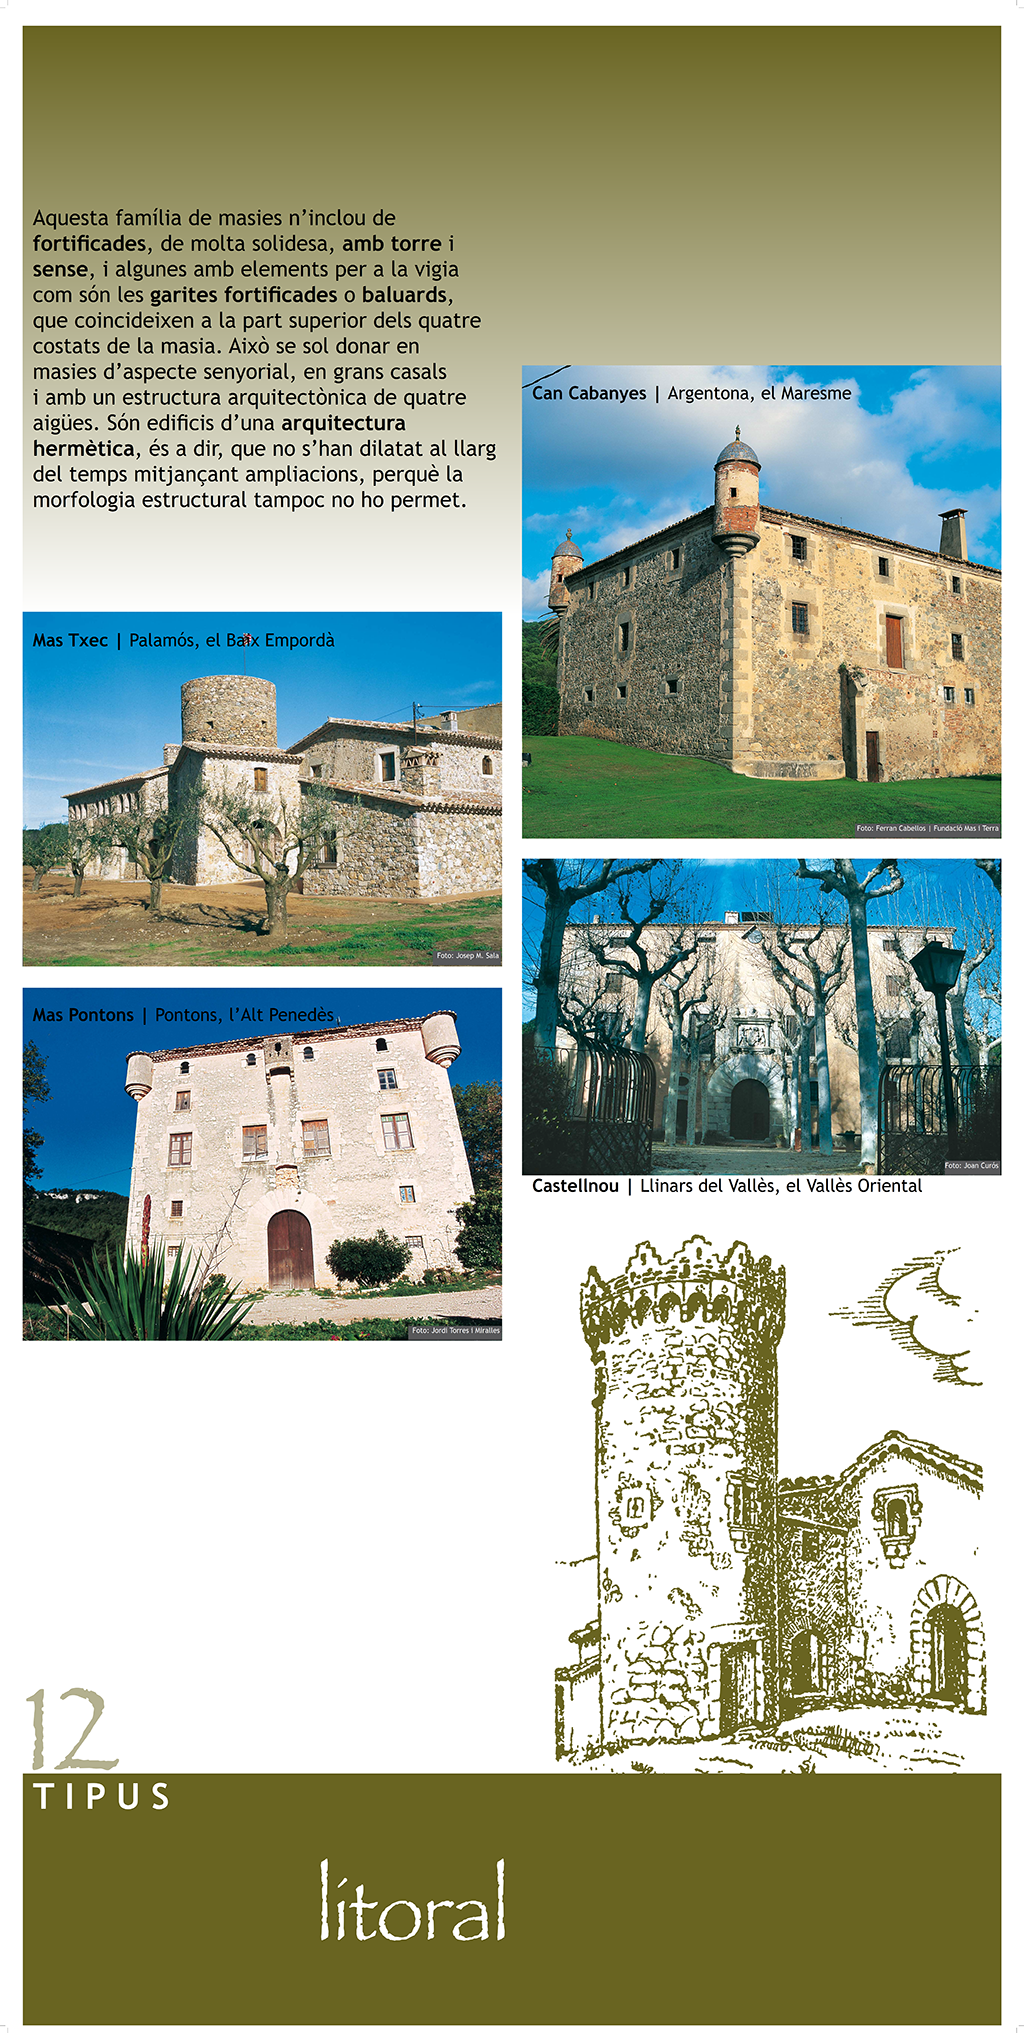 Aquesta família de masies n’inclou de
fortificades, de molta solidesa, amb torre i
sense, i algunes amb elements per a la vigia
com són les garites fortificades o baluards,
que coincideixen a la part superior dels quatre
costats de la masia. Això se sol donar en
masies d’aspecte senyorial, en grans casals
i amb un estructura arquitectònica de quatre
aigües. Són edificis d’una arquitectura
hermètica, és a dir, que no s’han dilatat al llarg
del temps mitjançant ampliacions, perquè la
morfologia estructural tampoc no ho permet.
Can Cabanyes | Argentona, el Maresme
Foto: Ferran Cabellos | Fundació Mas i Terra
Mas Txec | Palamós, el Baix Empordà
Foto: Josep M. Sala
Mas Pontons | Pontons, l’Alt Penedès
Foto: Jordi Torres i Miralles
Foto: Joan Curós
Castellnou | Llinars del Vallès, el Vallès Oriental
12
TIPUS
litoral